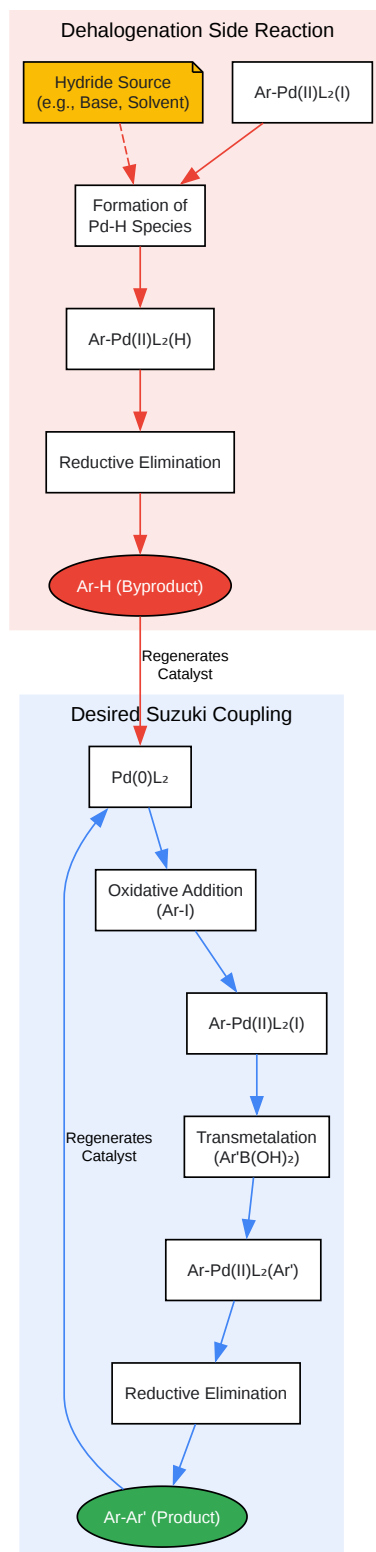 Dehalogenation Side Reaction
Hydride Source
(e.g., Base, Solvent)
Ar-Pd(II)L₂(I)
Formation of
Pd-H Species
Ar-Pd(II)L₂(H)
Reductive Elimination
Ar-H (Byproduct)
Regenerates
Catalyst
Desired Suzuki Coupling
Pd(0)L₂
Oxidative Addition
(Ar-I)
Ar-Pd(II)L₂(I)
Transmetalation
(Ar'B(OH)₂)
Regenerates
Catalyst
Ar-Pd(II)L₂(Ar')
Reductive Elimination
Ar-Ar' (Product)